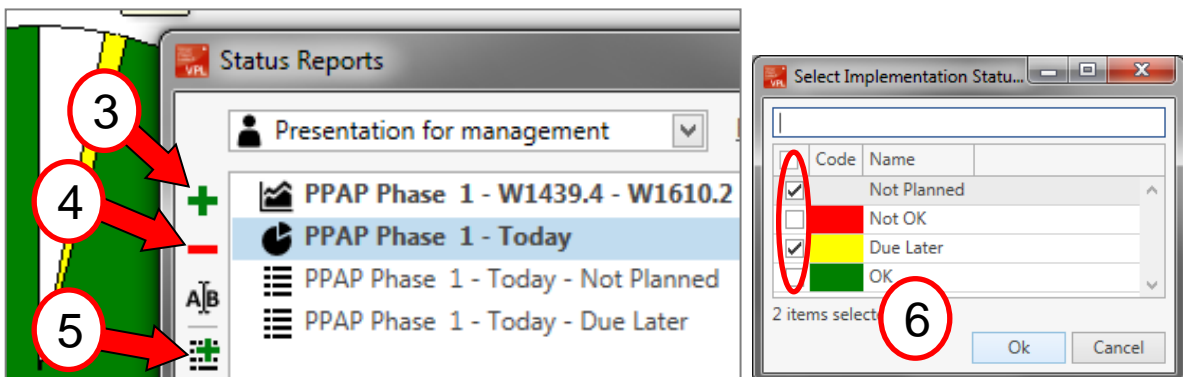 VPL Status Reports
3
Presentation for management
4
PPAP Phase 1 - W1439.4 - W1610.2
PPAP Phase 1 - Today
PPAP Phase 1 - Today - Not Planned
A B
PPAP Phase 1 - Today - Due Later
5
VPL Select Implementation Statu...
Code Name
Not Planned
Not OK
Due Later
OK
2 items select
6
Ok Cancel